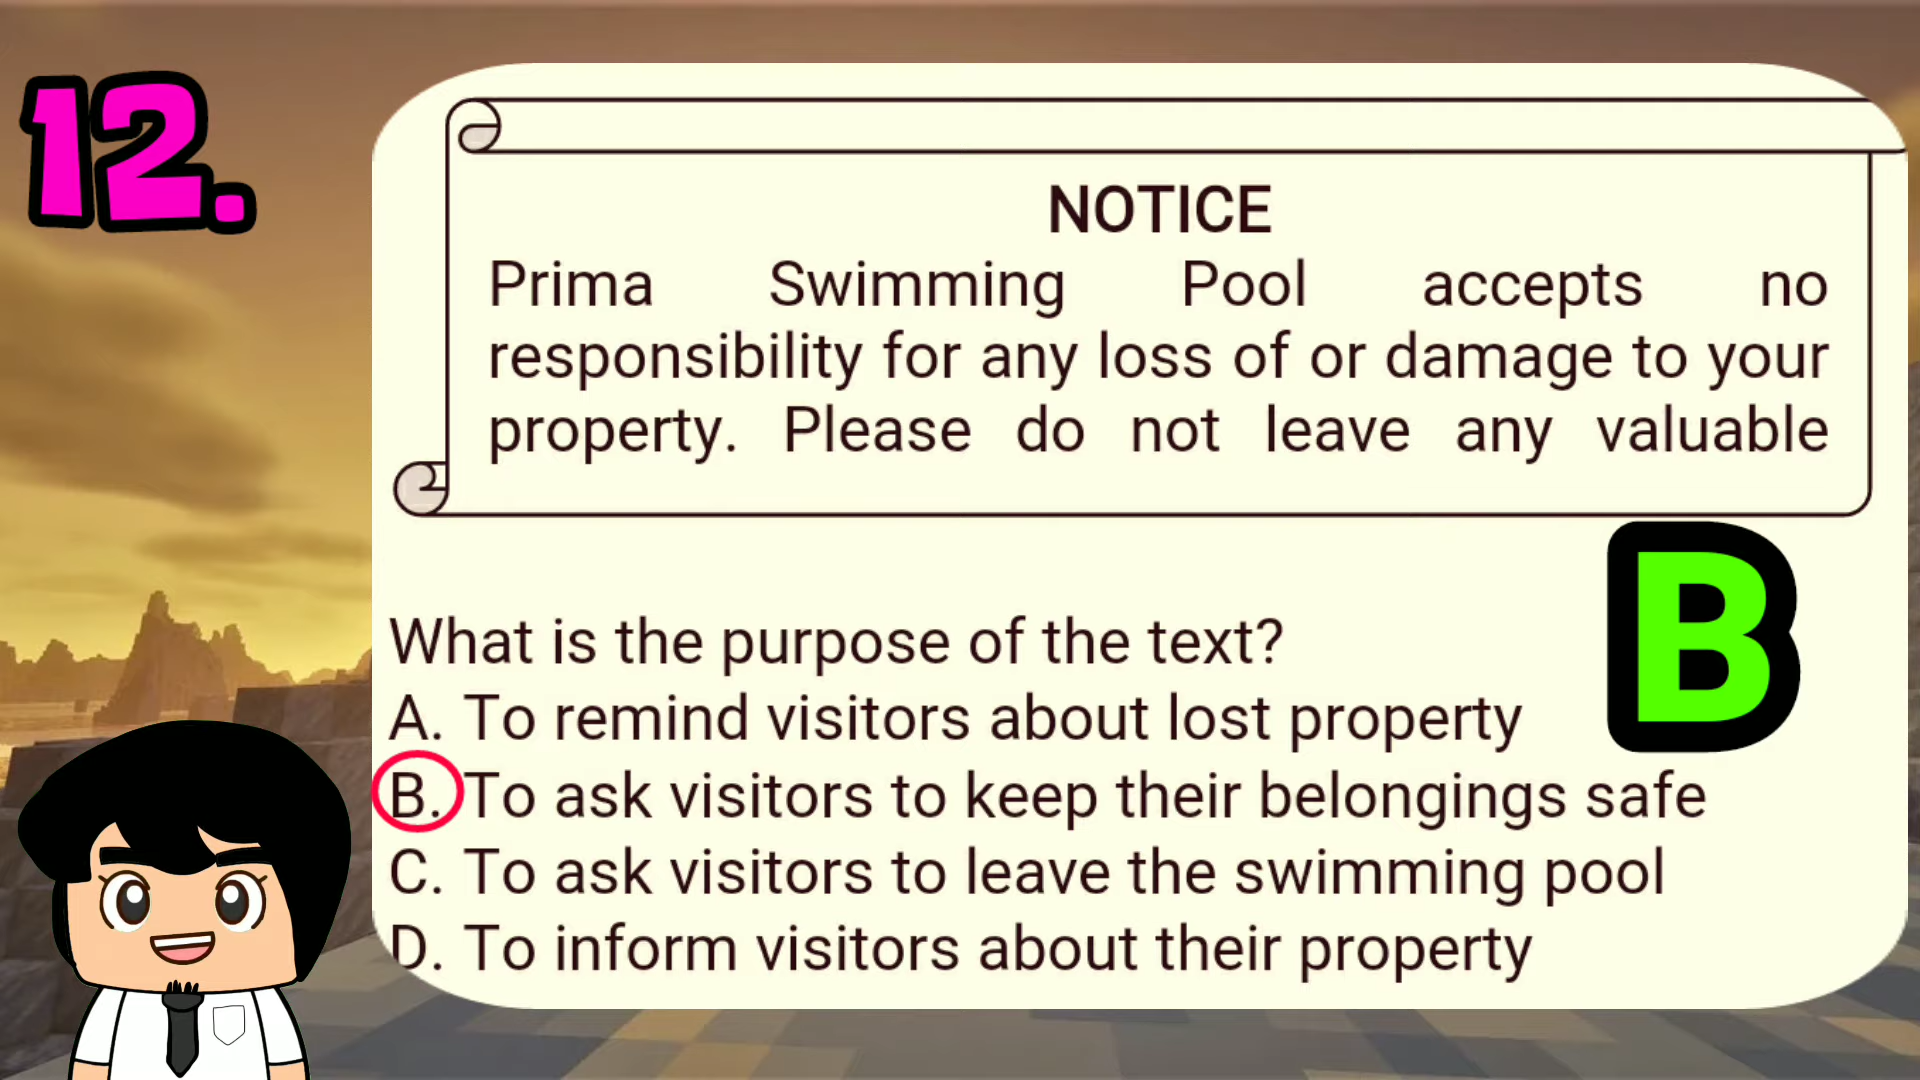 12.
NOTICE
Prima Swimming Pool accepts no
responsibility for any loss of or damage to your
property. Please do not leave any valuable
B
What is the purpose of the text?
A. To remind visitors about lost property
B. To ask visitors to keep their belongings safe
C. To ask visitors to leave the swimming pool
D. To inform visitors about their property